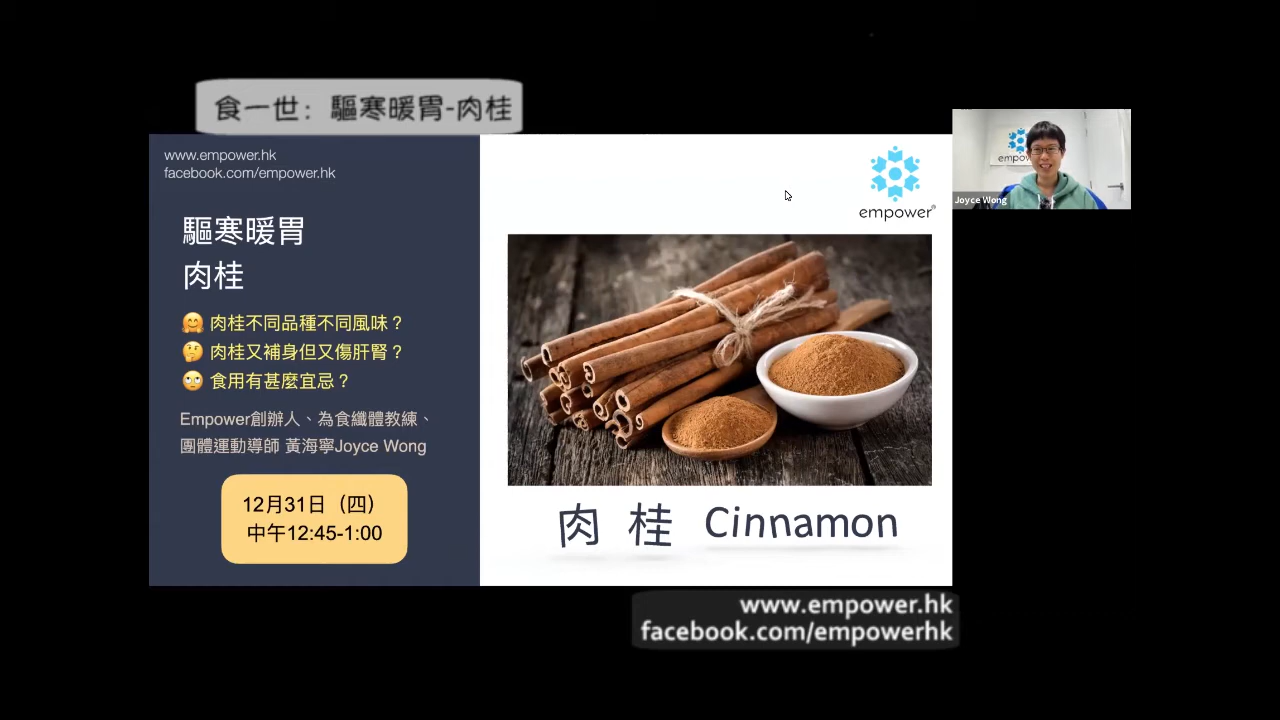 食一世：驅寒暖胃-肉桂
www.empower.hk
facebook.com/empower.hk
驅寒暖胃
肉桂
🤗 肉桂不同品種不同風味？
🤔 肉桂又補身但又傷肝腎？
🙄 食用有甚麼宜忌？
Empower創辦人、為食纖體教練、
團體運動導師 黃海寧Joyce Wong
12月31日（四）
中午12:45-1:00
empower®
肉 桂 Cinnamon
Joyce Wong
www.empower.hk
facebook.com/empowerhk